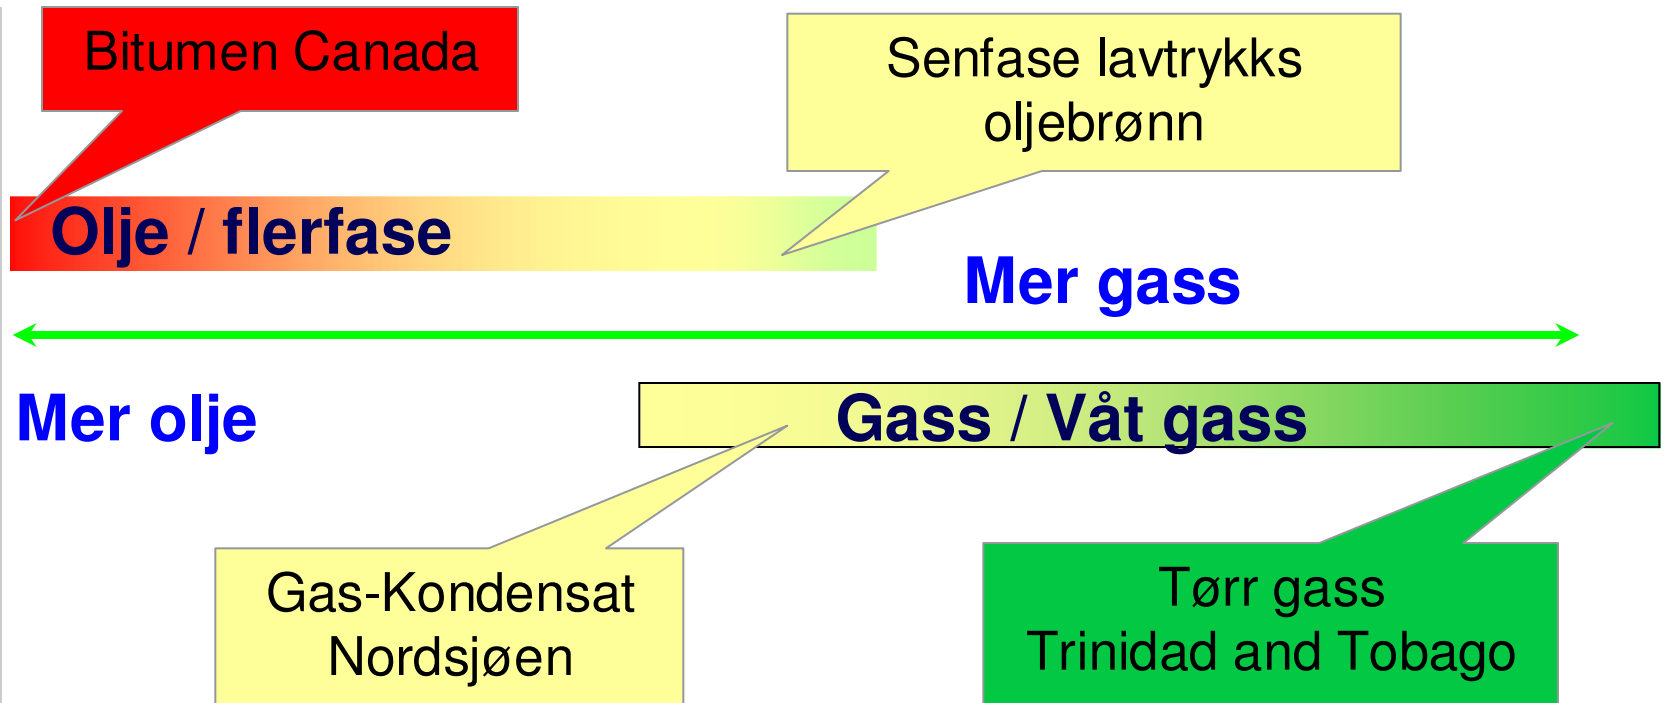 Bitumen Canada
Senfase lavtrykks
oljebrønn
Olje / flerfase
Mer gass
Mer olje
Gass / Våt gass
Gas-Kondensat
Nordsjøen
Tørr gass
Trinidad and Tobago